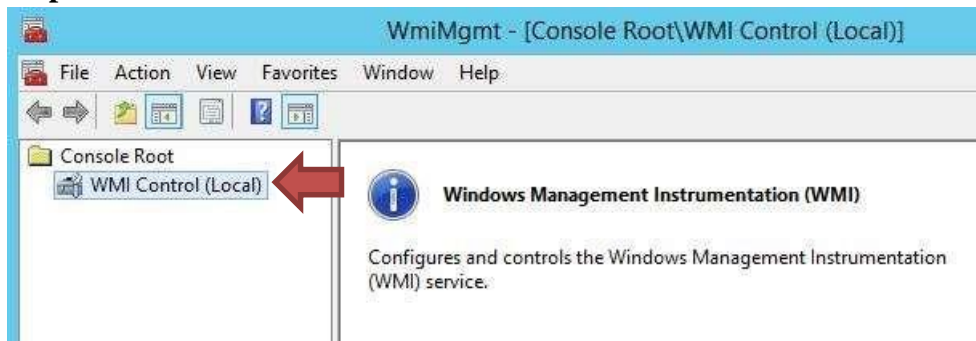 WmiMgmt - [Console Root\WMI Control (Local)]
File Action View Favorites Window Help
Console Root
WMI Control (Local)
Windows Management Instrumentation (WMI)
Configures and controls the Windows Management Instrumentation
(WMI) service.